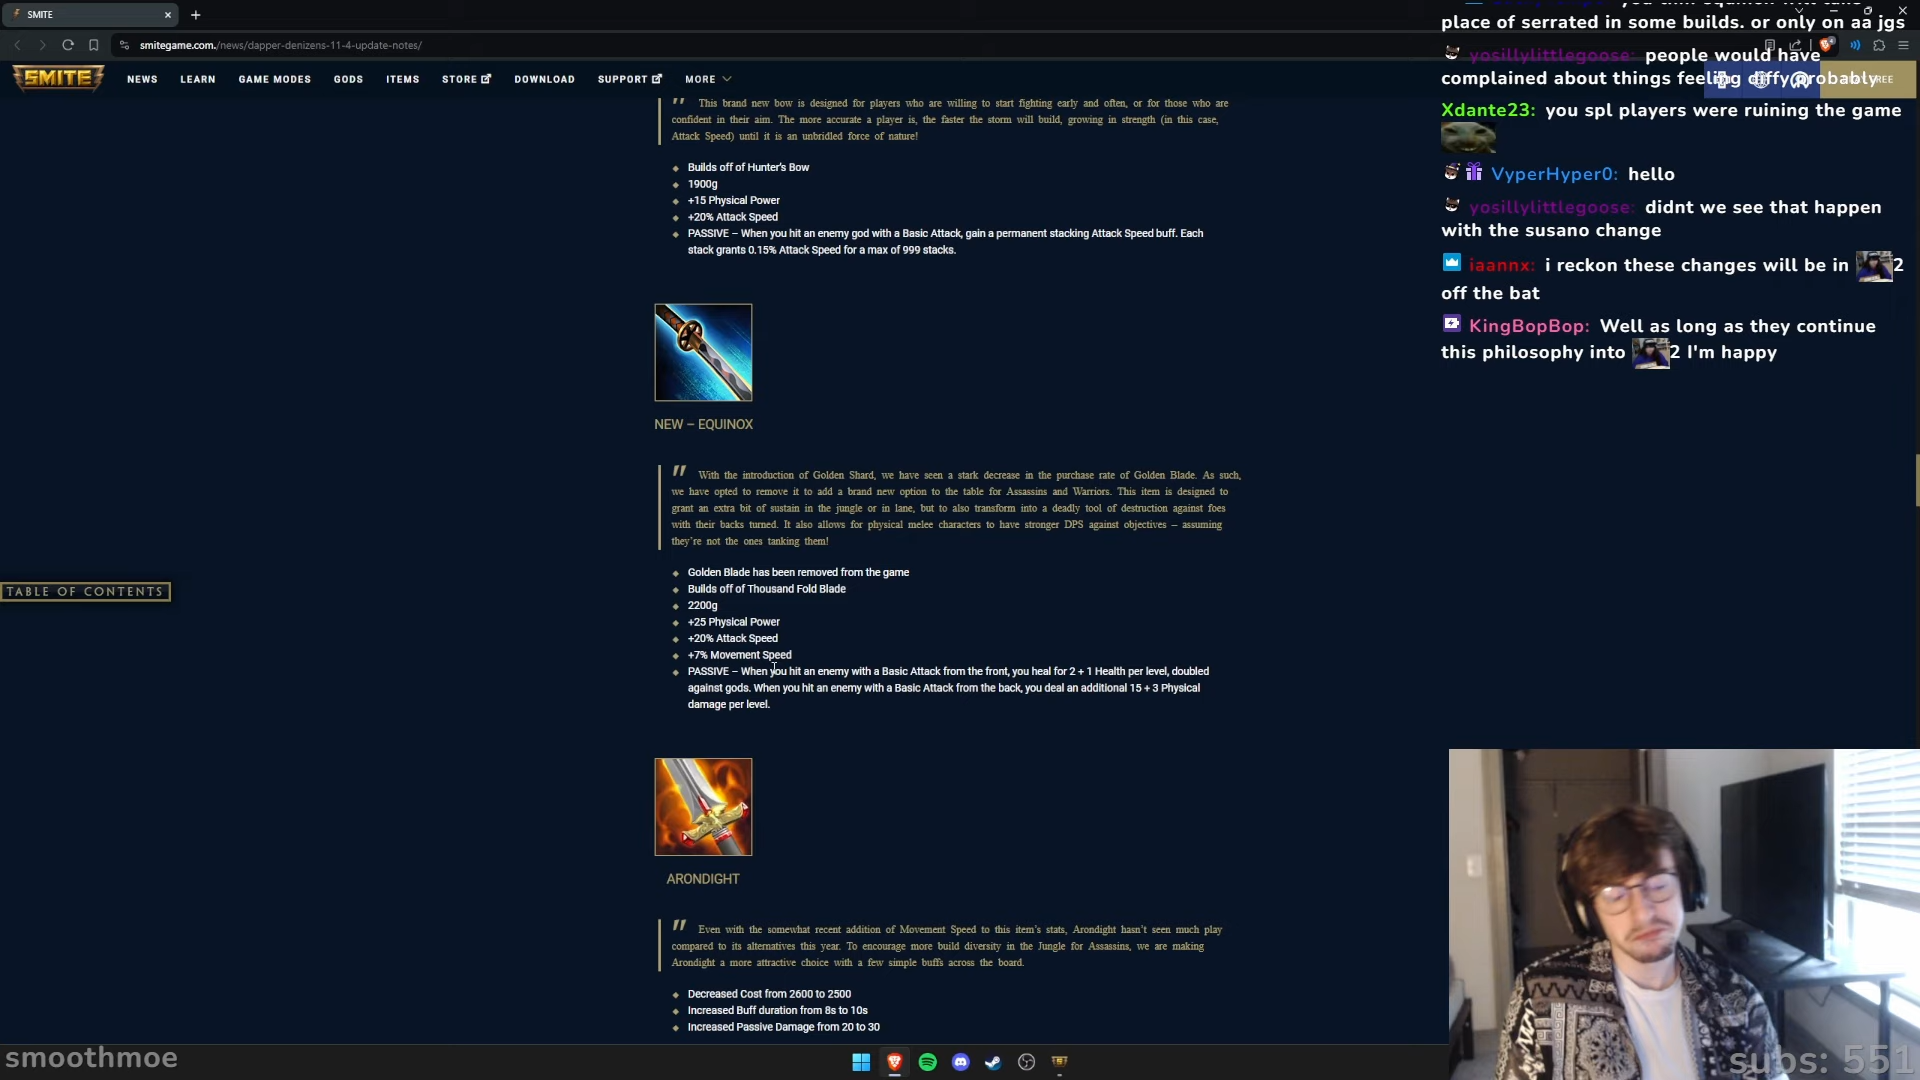 SMITE
smitegame.com/news/dapper-denizens-11-4-update-notes/
SMITE NEWS LEARN GAME MODES GODS ITEMS STORE DOWNLOAD SUPPORT MORE
" This brand new bow is designed for players who are willing to start fighting early and often, or for those who are
confident in their aim. The more accurate a player is, the faster the storm will build, growing in strength (in this case,
Attack Speed) until it is an unbridled force of nature!
Builds off of Hunter's Bow
1900g
+15 Physical Power
+20% Attack Speed
PASSIVE – When you hit an enemy god with a Basic Attack, gain a permanent stacking Attack Speed buff. Each
stack grants 0.15% Attack Speed for a max of 999 stacks.
NEW – EQUINOX
" With the introduction of Golden Shard, we have seen a stark decrease in the purchase rate of Golden Blade. As such,
we have opted to remove it to add a brand new option to the table for Assassins and Warriors. This item is designed to
grant an extra bit of sustain in the jungle or in lane, but to also transform into a deadly tool of destruction against foes
with their backs turned. It also allows for physical melee characters to have stronger DPS against objectives – assuming
they're not the ones tanking them!
Golden Blade has been removed from the game
Builds off of Thousand Fold Blade
2200g
+25 Physical Power
+20% Attack Speed
+7% Movement Speed
PASSIVE – When you hit an enemy with a Basic Attack from the front, you heal for 2 + 1 Health per level, doubled
against gods. When you hit an enemy with a Basic Attack from the back, you deal an additional 15 + 3 Physical
damage per level.
ARONDIGHT
" Even with the somewhat recent addition of Movement Speed to this item's stats, Arondight hasn't seen much play
compared to its alternatives this year. To encourage more build diversity in the Jungle for Assassins, we are making
Arondight a more attractive choice with a few simple buffs across the board.
Decreased Cost from 2600 to 2500
Increased Buff duration from 8s to 10s
Increased Passive Damage from 20 to 30
TABLE OF CONTENTS
place of serrated in some builds. or only on aa jgs
yosillylittlegoose: people would have
complained about things feeling diffy probably
Xdante23: you spl players were ruining the game
VyperHyper0: hello
yosillylittlegoose: didnt we see that happen
with the susano change
iaannx: i reckon these changes will be in 2
off the bat
KingBopBop: Well as long as they continue
this philosophy into 2 I'm happy
smoothmoe
subs: 551